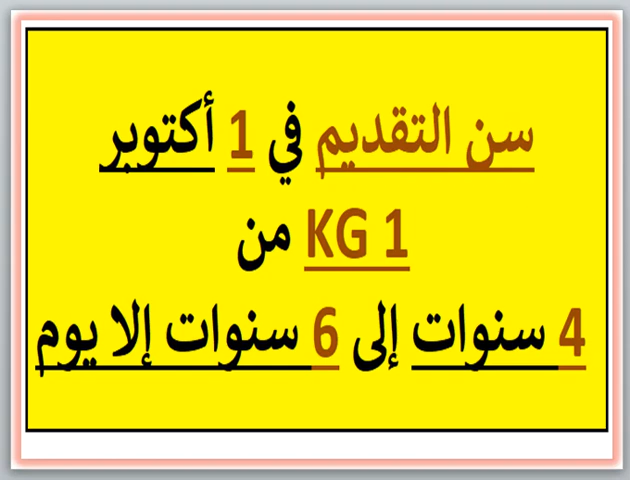 سن التقديم في 1 أكتوبر
KG 1 من
4 سنوات إلى 6 سنوات إلا يوم